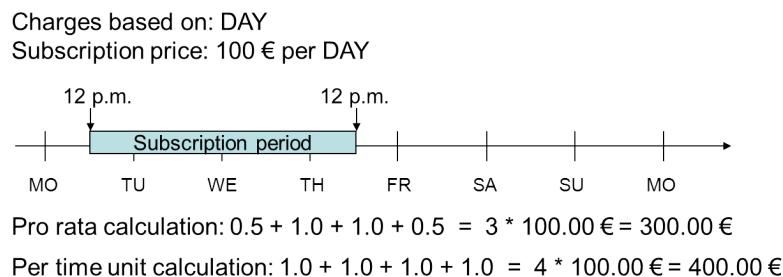 Charges based on: DAY
Subscription price: 100 € per DAY
12 p.m. 12 p.m.
Subscription period
MO TU WE TH FR SA SU MO
Pro rata calculation: 0.5 + 1.0 + 1.0 + 0.5 = 3 * 100.00 € = 300.00 €
Per time unit calculation: 1.0 + 1.0 + 1.0 + 1.0 = 4 * 100.00 € = 400.00 €